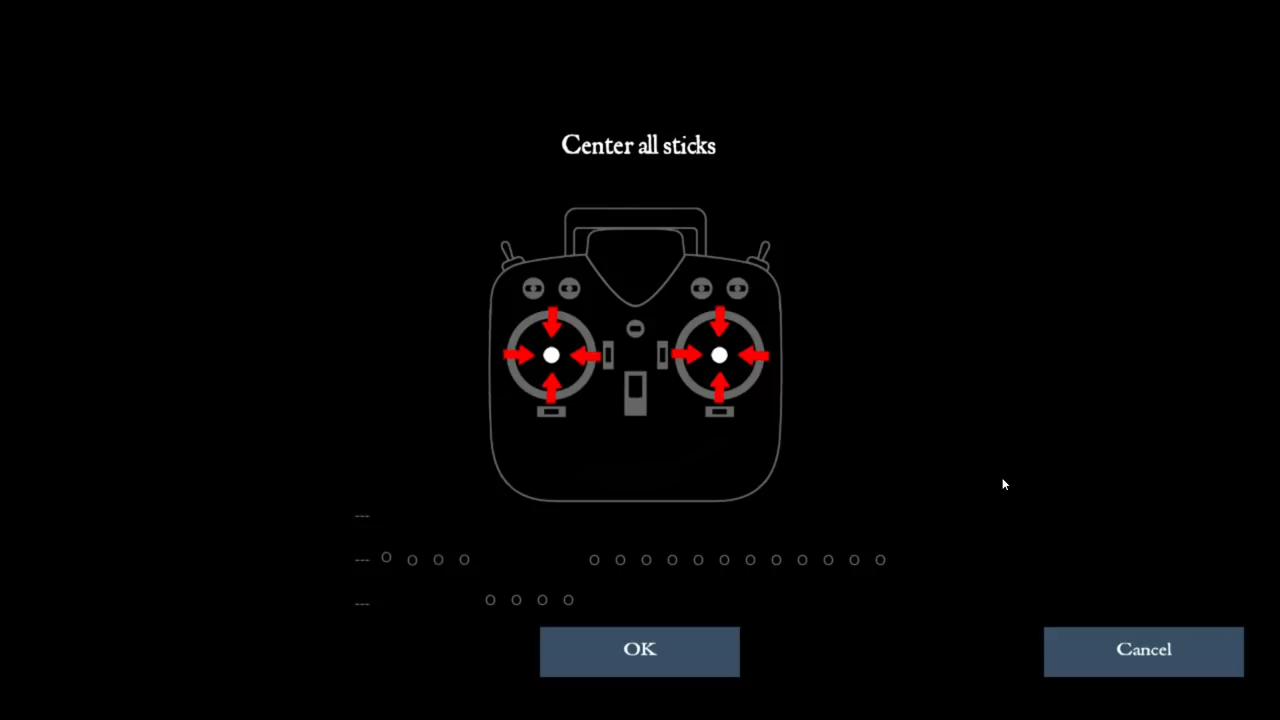 Center all sticks
---
--- o o o o o o o o o o o o o o o o
--- o o o o
OK
Cancel